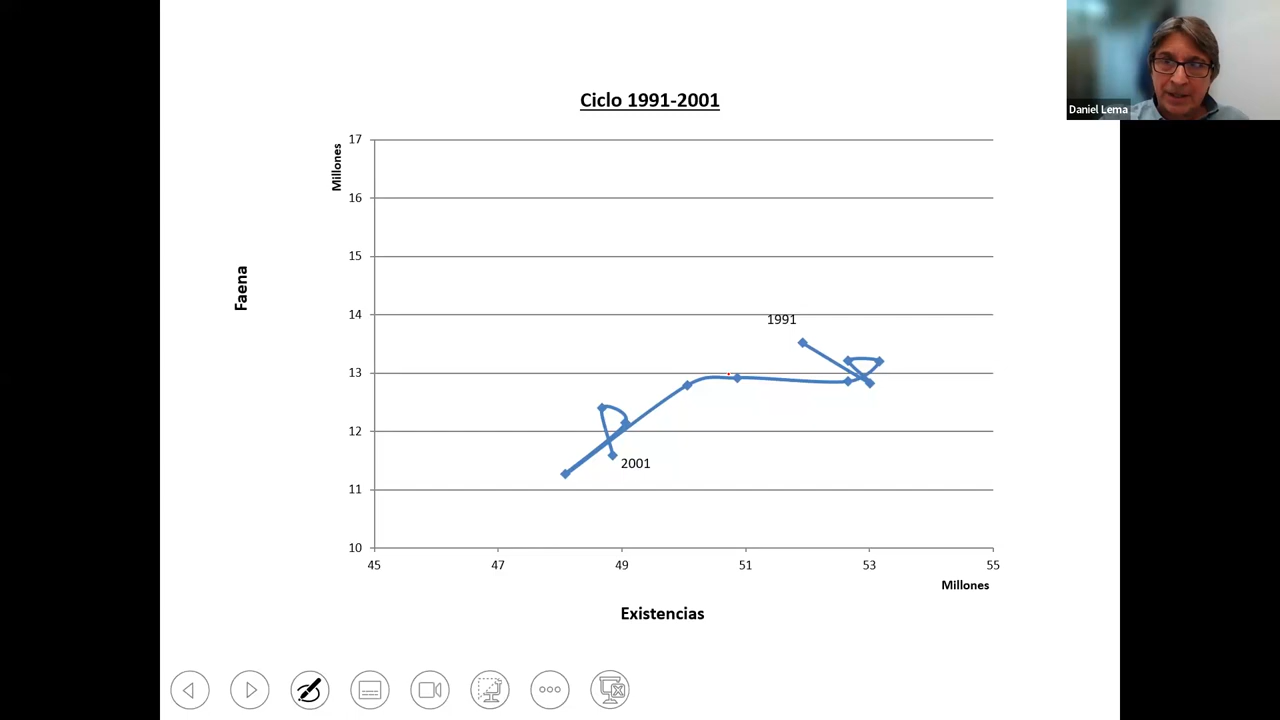 Daniel Lema
Ciclo 1991-2001
Millones
Faena
17
16
15
14
13
12
11
10
1991
2001
45
47
49
51
53
55
Millones
Existencias